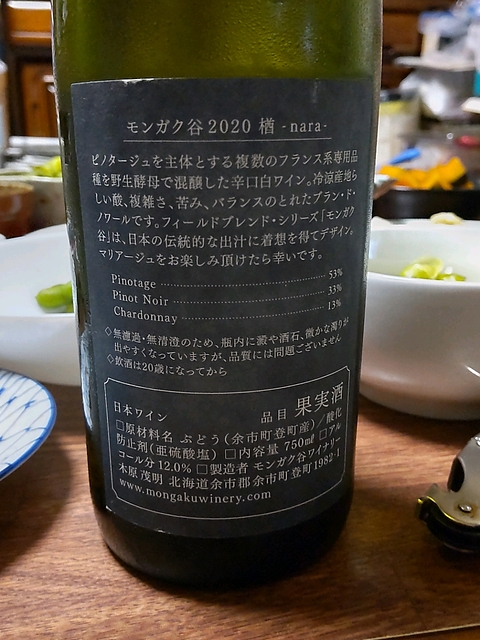 モンガク谷2020 楢 -nara-
ピノタージュを主体とする複数のフランス系専用品
種を野生酵母で混醸した辛口白ワイン。冷涼産地ら
しい酸、複雑さ、苦み、バランスのとれたブラン・ド・
ノワールです。フィールドブレンド・シリーズ「モンガク
谷」は、日本の伝統的な出汁に着想を得てデザイン。
マリアージュをお楽しみ頂けたら幸いです。
Pinotage 53%
Pinot Noir 33%
Chardonnay 13%
◇無濾過・無清澄のため、瓶内に澱や酒石、微かな濁りが
出やすくなっていますが、品質には問題ございません
◇飲酒は20歳になってから
日本ワイン 品目 果実酒
□原材料名 ぶどう(余市町登町産)/酸化
防止剤(亜硫酸塩) □内容量 750㎖ □アル
コール分 12.0% □製造者 モンガク谷ワイナリー
木原茂明 北海道余市郡余市町登町1982-1
www.mongakuwinery.com